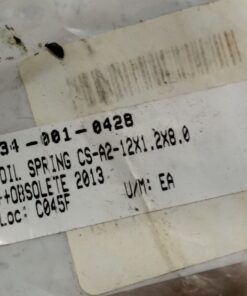 34-001-0428
OIL SPRING CS-A2-12X1.2X8.0
++OBSOLETE 2013
U/M: EA
Loc: C045F